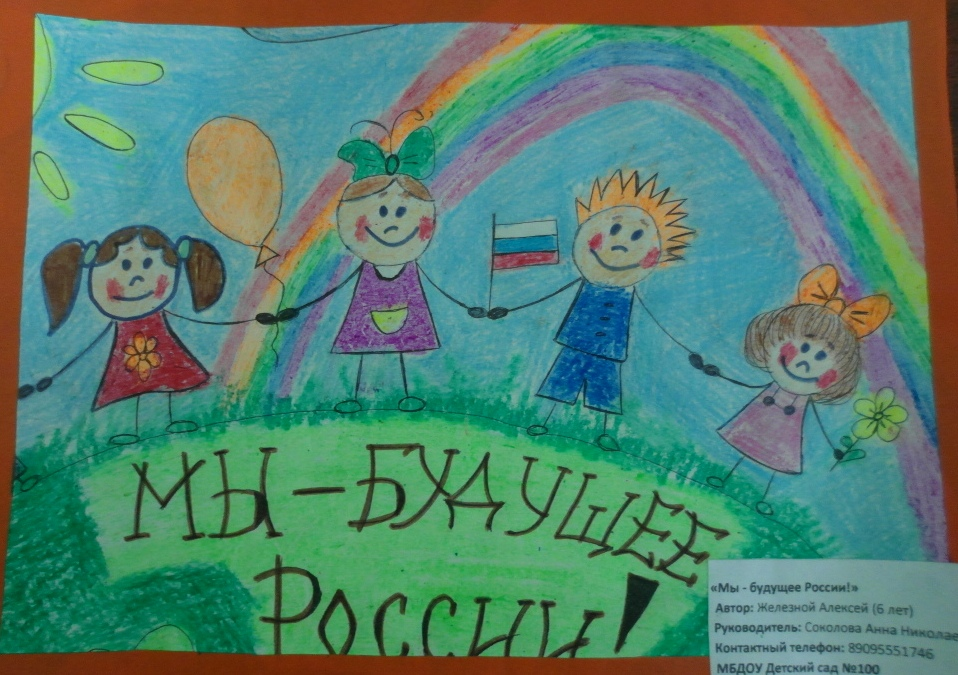 МЫ - БУДУЩЕЕ
РОССИИ!
«Мы - будущее России!»
Автор: Железной Алексей (6 лет)
Руководитель: Соколова Анна Николае
Контактный телефон: 89095551746
МБДОУ Детский сад №100